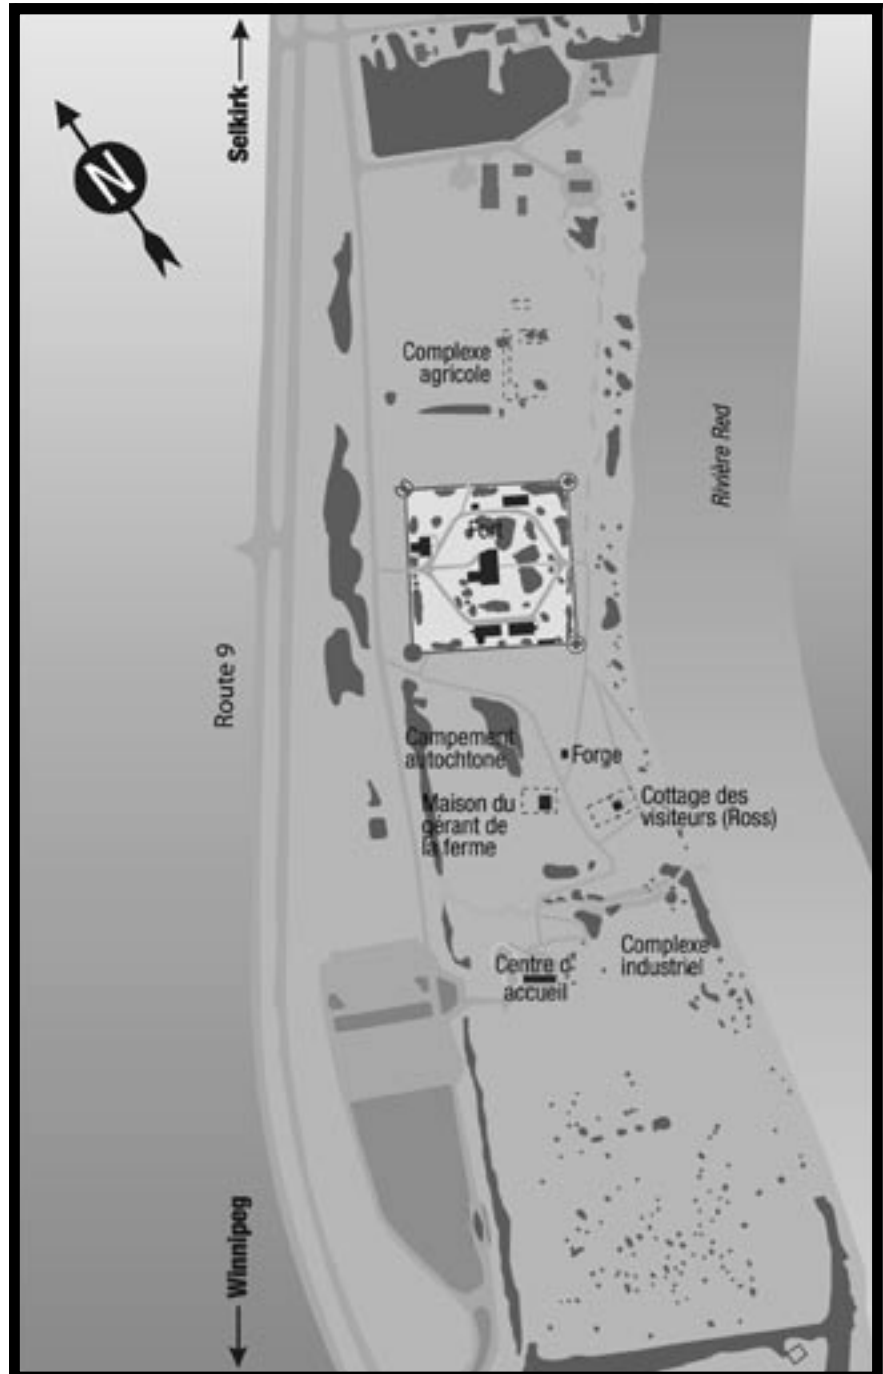 Selkirk
N
Complexe
agricole
Rivière Red
Fort
Route 9
Campement
autochtone
Forge
Maison du
gérant de
la ferme
Cottage des
visiteurs (Ross)
Complexe
industriel
Centre d'
accueil
Winnipeg